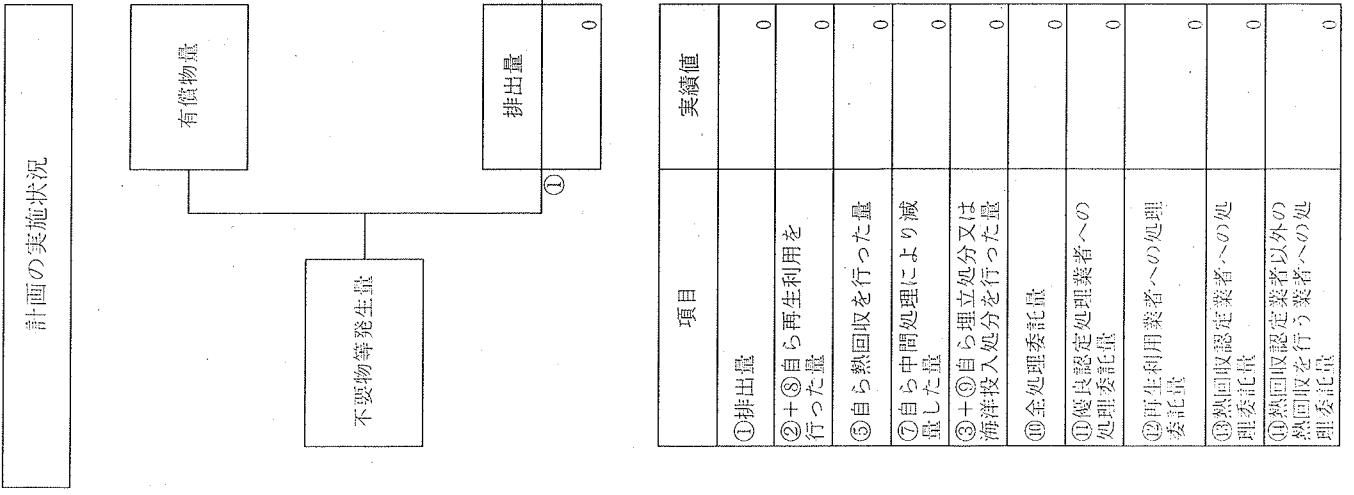 計画の実施状況
有償物量
不要物等発生量
①
排出量
0
項目 実績値
①排出量 0
②+⑧自ら再生利用を
行った量 0
⑤自ら熱回収を行った量 0
⑦自ら中間処理により減
量した量 0
③+⑨自ら埋立処分又は
海洋投入処分を行った量 0
⑩全処理委託量 0
⑪優良認定処理業者への
処理委託量 0
⑫再生利用業者への処理
委託量 0
⑬熱回収認定業者への処
理委託量 0
⑭熱回収認定業者以外の
熱回収を行う業者への処
理委託量 0